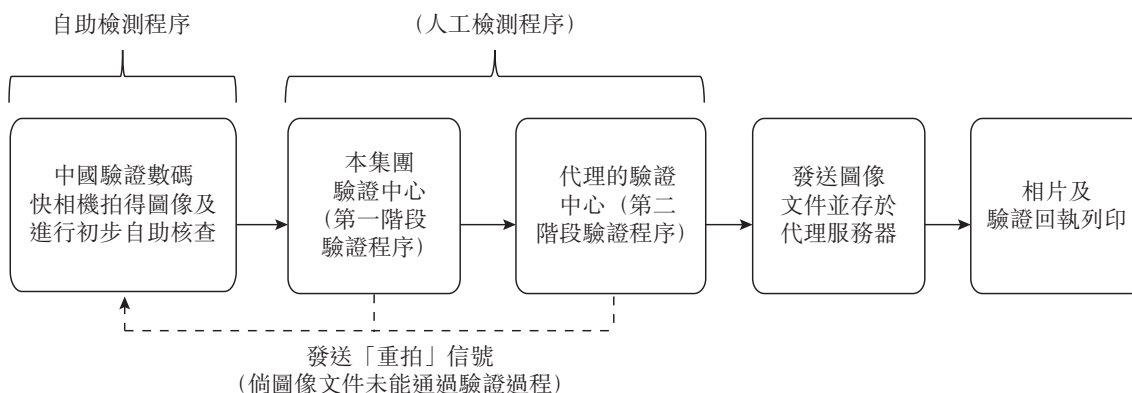 自助檢測程序
（人工檢測程序）
中國驗證數碼
快相機拍得圖像及
進行初步自助核查
本集團
驗證中心
（第一階段
驗證程序）
代理的驗證
中心（第二
階段驗證程序）
發送圖像
文件並存於
代理服務器
相片及
驗證回執列印
發送「重拍」信號
（倘圖像文件未能通過驗證過程）